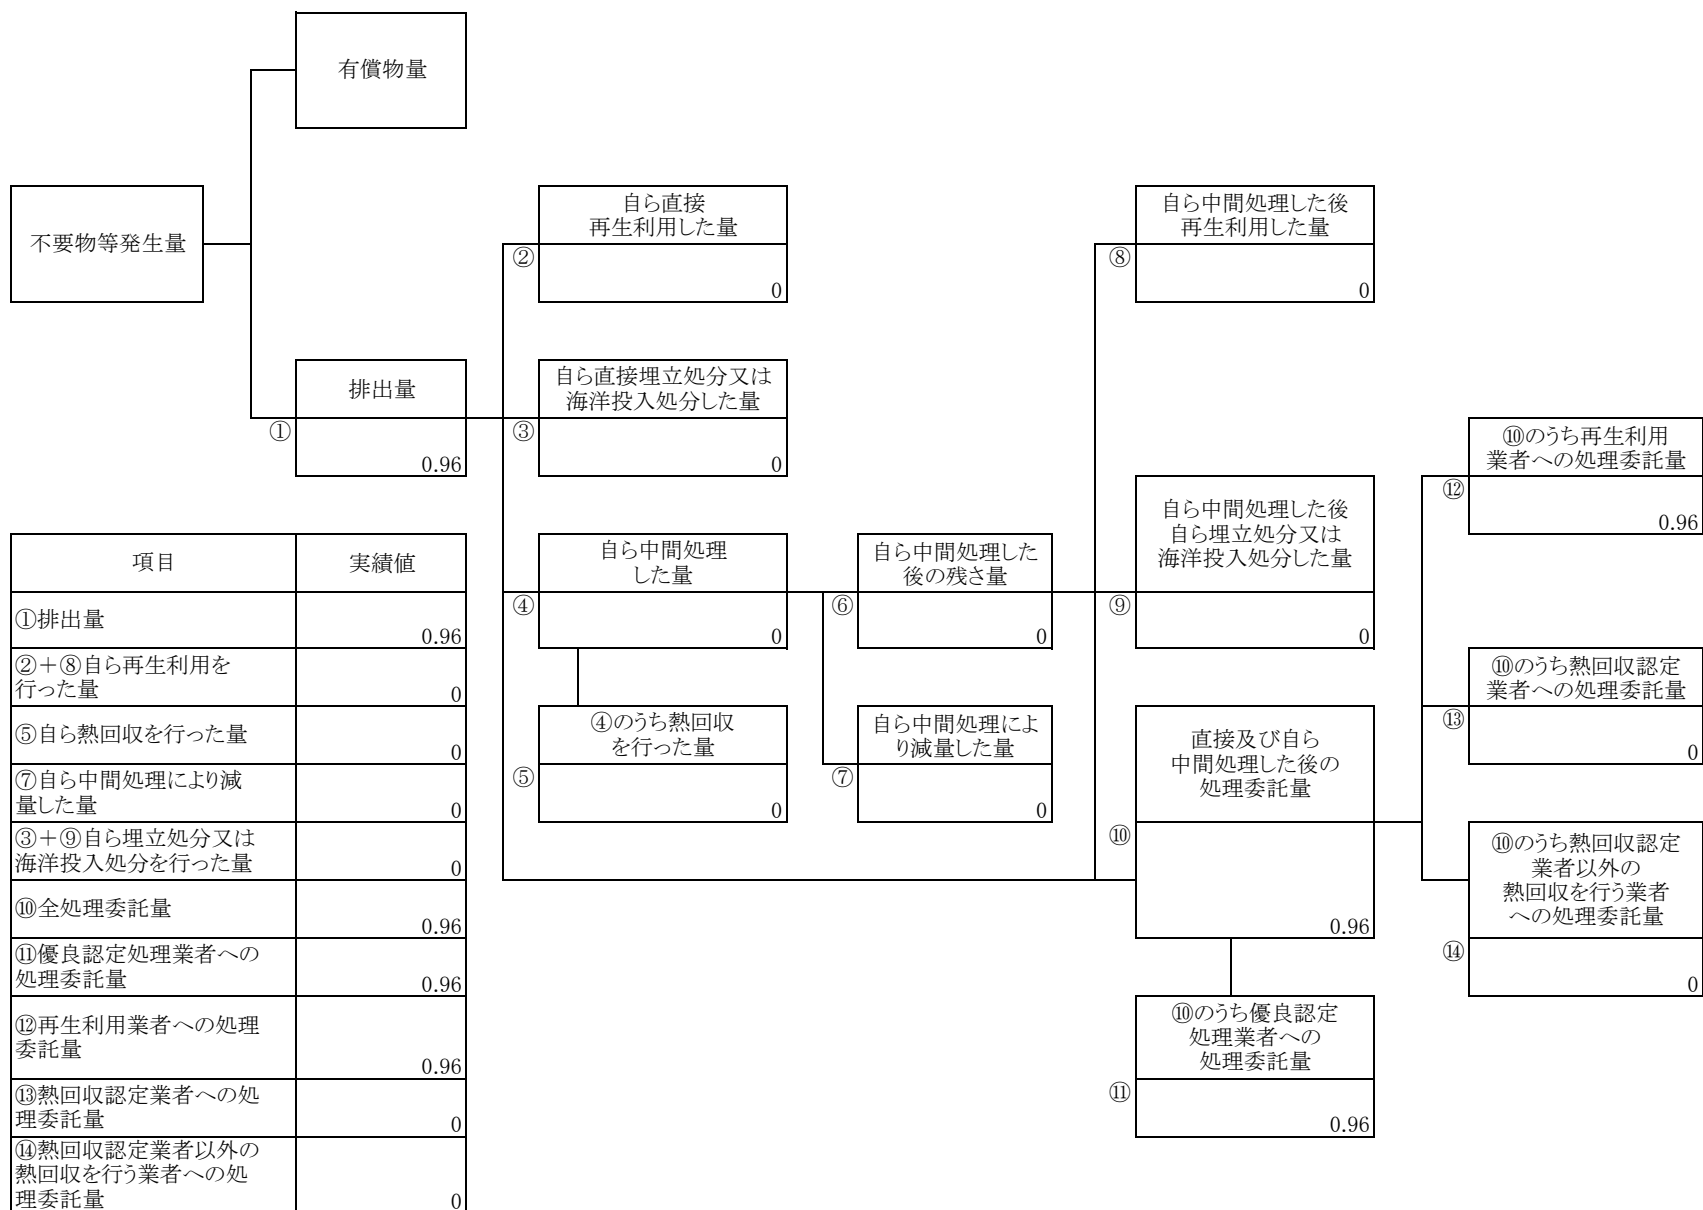 有償物量
不要物等発生量
自ら直接
再生利用した量
②
0
自ら中間処理した後
再生利用した量
⑧
0
排出量
①
0.96
自ら直接埋立処分又は
海洋投入処分した量
③
0
⑩のうち再生利用
業者への処理委託量
⑫
0.96
自ら中間処理
した量
④
0
自ら中間処理した
後の残さ量
⑥
0
自ら中間処理した後
自ら埋立処分又は
海洋投入処分した量
⑨
0
⑩のうち熱回収認定
業者への処理委託量
⑬
0
④のうち熱回収
を行った量
⑤
0
自ら中間処理によ
り減量した量
⑦
0
直接及び自ら
中間処理した後の
処理委託量
⑩
0.96
⑩のうち熱回収認定
業者以外の
熱回収を行う業者
への処理委託量
⑭
0
⑩のうち優良認定
処理業者への
処理委託量
⑪
0.96
項目 実績値
①排出量
0.96
②+⑧自ら再生利用を
行った量
0
⑤自ら熱回収を行った量
0
⑦自ら中間処理により減
量した量
0
③+⑨自ら埋立処分又は
海洋投入処分を行った量
0
⑩全処理委託量
0.96
⑪優良認定処理業者への
処理委託量
0.96
⑫再生利用業者への処理
委託量
0.96
⑬熱回収認定業者への処
理委託量
0
⑭熱回収認定業者以外の
熱回収を行う業者への処
理委託量
0